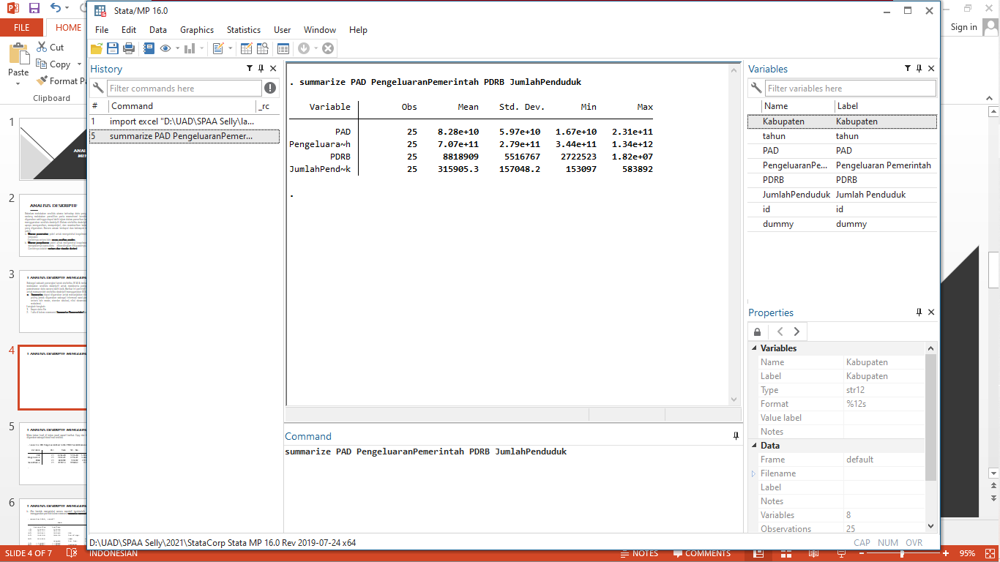 Stata/MP 16.0
File Edit Data Graphics Statistics User Window Help
FILE HOME
Sign in
Cut
Copy
Paste
Format Pa
Clipboard
History
Filter commands here
# Command _rc
1 import excel "D:\UAD\SPAA Selly\la...
5 summarize PAD PengeluaranPemer...
. summarize PAD PengeluaranPemerintah PDRB JumlahPenduduk
Variable Obs Mean Std. Dev. Min Max
PAD 25 8.28e+10 5.97e+10 1.67e+10 2.31e+11
Pengeluara~h 25 7.07e+11 2.79e+11 3.44e+11 1.34e+12
PDRB 25 8818909 5516767 2722523 1.82e+07
JumlahPend~k 25 315905.3 157048.2 153097 583892
.
Command
summarize PAD PengeluaranPemerintah PDRB JumlahPenduduk
Variables
Filter variables here
Name Label
Kabupaten Kabupaten
tahun tahun
PAD PAD
PengeluaranPe... Pengeluaran Pemerintah
PDRB PDRB
JumlahPenduduk Jumlah Penduduk
id id
dummy dummy
Properties
Variables
Name Kabupaten
Label Kabupaten
Type str12
Format %12s
Value label
Notes
Data
Frame default
Filename
Label
Notes
Variables 8
Observations 25
1
2
ANALISIS DESKRIPTIF
3
4
5
6
D:\UAD\SPAA Selly\2021\StataCorp Stata MP 16.0 Rev 2019-07-24 x64
CAP NUM OVR
SLIDE 4 OF 7 INDONESIAN NOTES COMMENTS 95%